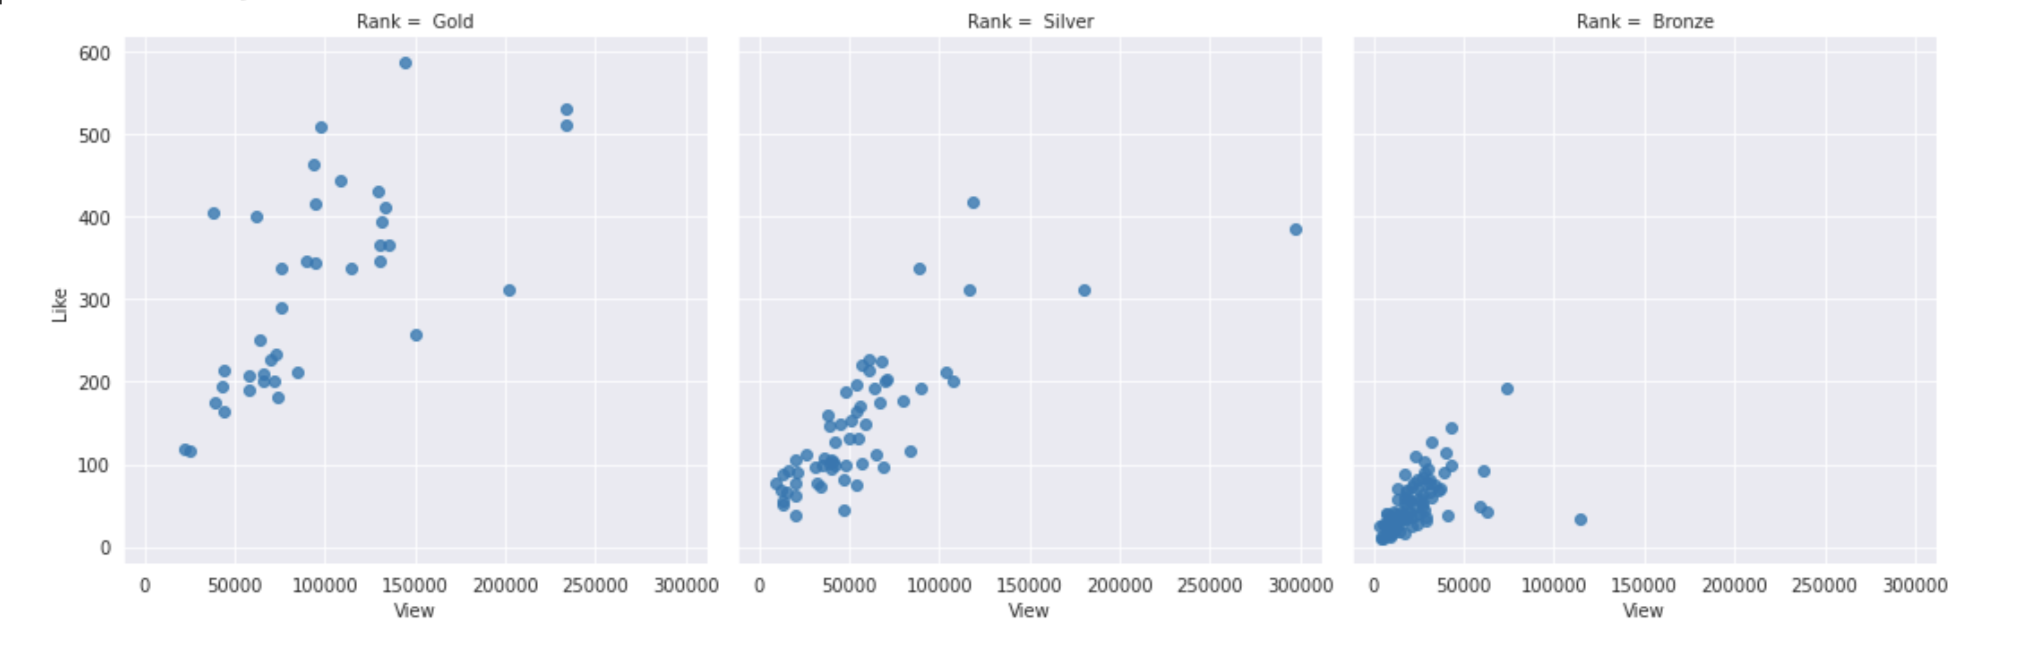 Rank = Gold
Rank = Silver
Rank = Bronze
600
500
400
300
200
100
0
Like
0 50000 100000 150000 200000 250000 300000
0 50000 100000 150000 200000 250000 300000
0 50000 100000 150000 200000 250000 300000
View
View
View